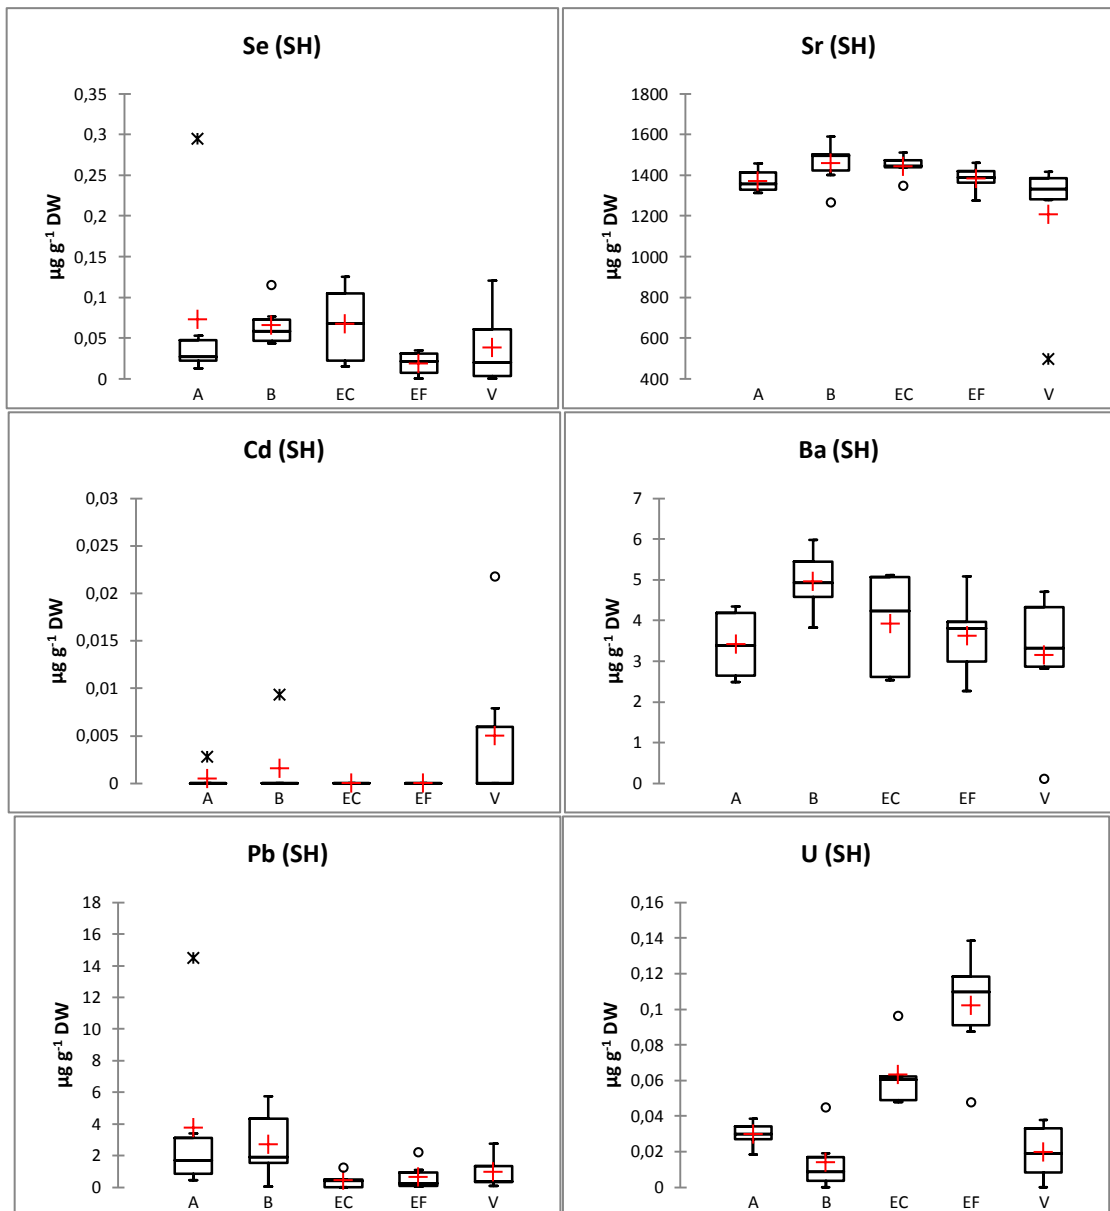 Se (SH)
µg g-1 DW
0,35
0,3
0,25
0,2
0,15
0,1
0,05
0
A B EC EF V
Sr (SH)
µg g-1 DW
1800
1600
1400
1200
1000
800
600
400
A B EC EF V
Cd (SH)
µg g-1 DW
0,03
0,025
0,02
0,015
0,01
0,005
0
A B EC EF V
Ba (SH)
µg g-1 DW
7
6
5
4
3
2
1
0
A B EC EF V
Pb (SH)
µg g-1 DW
18
16
14
12
10
8
6
4
2
0
A B EC EF V
U (SH)
µg g-1 DW
0,16
0,14
0,12
0,1
0,08
0,06
0,04
0,02
0
A B EC EF V